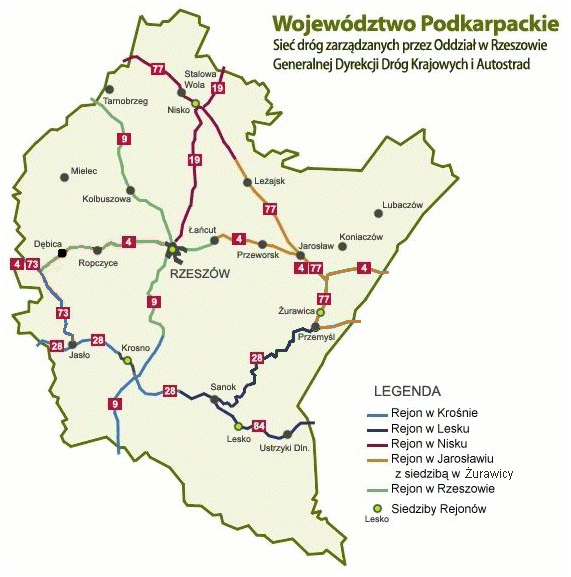 Województwo Podkarpackie
Sieć dróg zarządzanych przez Oddział w Rzeszowie
Generalnej Dyrekcji Dróg Krajowych i Autostrad
77
Stalowa
Wola
19
Tarnobrzeg
Nisko
9
19
Mielec
Leżajsk
Kolbuszowa
77
Lubaczów
Łańcut
Dębica
4
4
Jarosław
Koniaczów
Ropczyce
Przeworsk
4 73
RZESZÓW
4 77
4
9
77
Żurawica
73
Przemyśl
28
28
Krosno
Jasło
28
9
28
Sanok
84
Lesko
Ustrzyki Dln.
LEGENDA
Rejon w Krośnie
Rejon w Lesku
Rejon w Nisku
Rejon w Jarosławiu
z siedzibą w Żurawicy
Rejon w Rzeszowie
Siedziby Rejonów
Lesko